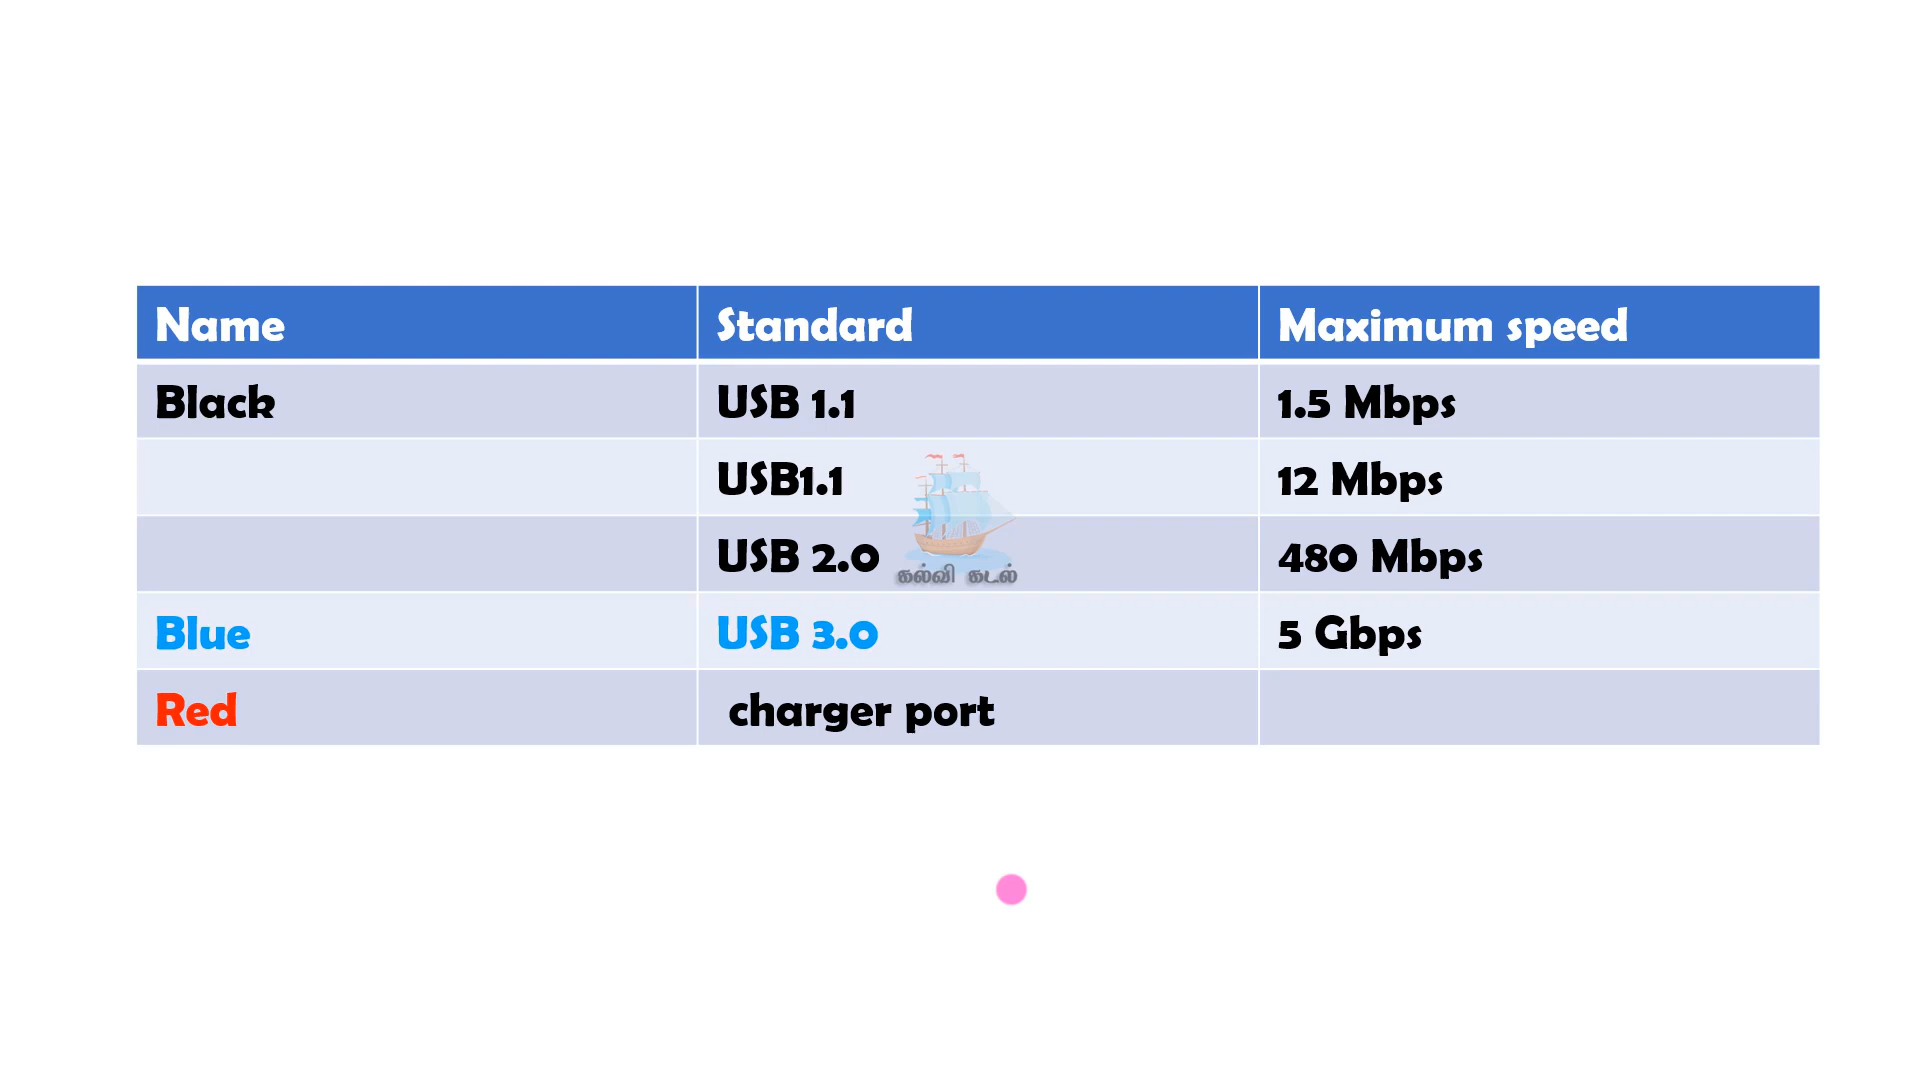 Name Standard Maximum speed
Black USB 1.1 1.5 Mbps
USB1.1 12 Mbps
USB 2.0 480 Mbps
கல்வி கடல்
Blue USB 3.0 5 Gbps
Red charger port